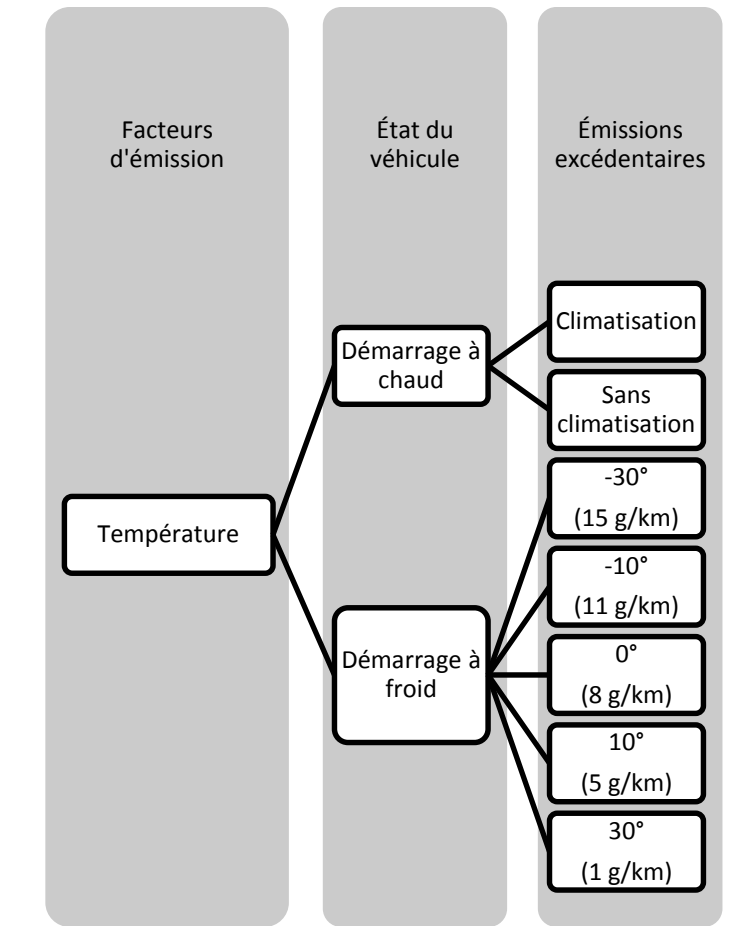 Facteurs
d'émission
État du
véhicule
Émissions
excédentaires
Température
Démarrage à
chaud
Climatisation
Sans
climatisation
Démarrage à
froid
-30°
(15 g/km)
-10°
(11 g/km)
0°
(8 g/km)
10°
(5 g/km)
30°
(1 g/km)